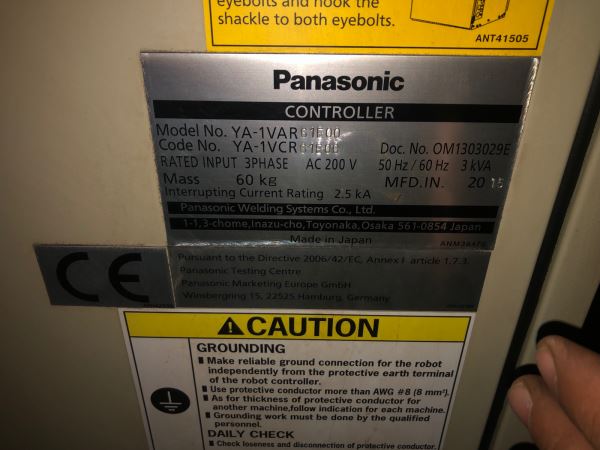 eyebolts and hook the
shackle to both eyebolts.
ANT41505
Panasonic
CONTROLLER
Model No. YA-1VAR61E00
Code No. YA-1VCR61E00 Doc. No. OM1303029E
RATED INPUT 3PHASE AC 200 V 50 Hz / 60 Hz 3 kVA
Mass 60 kg MFD.IN. 2015
Interrupting Current Rating 2.5 kA
Panasonic Welding Systems Co., Ltd.
1-1,3-chome,Inazu-cho,Toyonaka,Osaka 561-0854 Japan
Made in Japan
CE
Pursuant to the Directive 2006/42/EC, Annex I article 1.7.3.
Panasonic Testing Centre
Panasonic Marketing Europe GmbH
Winsbergring 15, 22525 Hamburg, Germany
CAUTION
GROUNDING
Make reliable ground connection for the robot
independently from the protective earth terminal
of the robot controller.
Use protective conductor more than AWG #8 (8 mm²).
As for thickness of protective conductor for
another machine,follow indication for each machine.
Grounding work must be done by the qualified
personnel.
DAILY CHECK
Check looseness and disconnection of protective conductor.